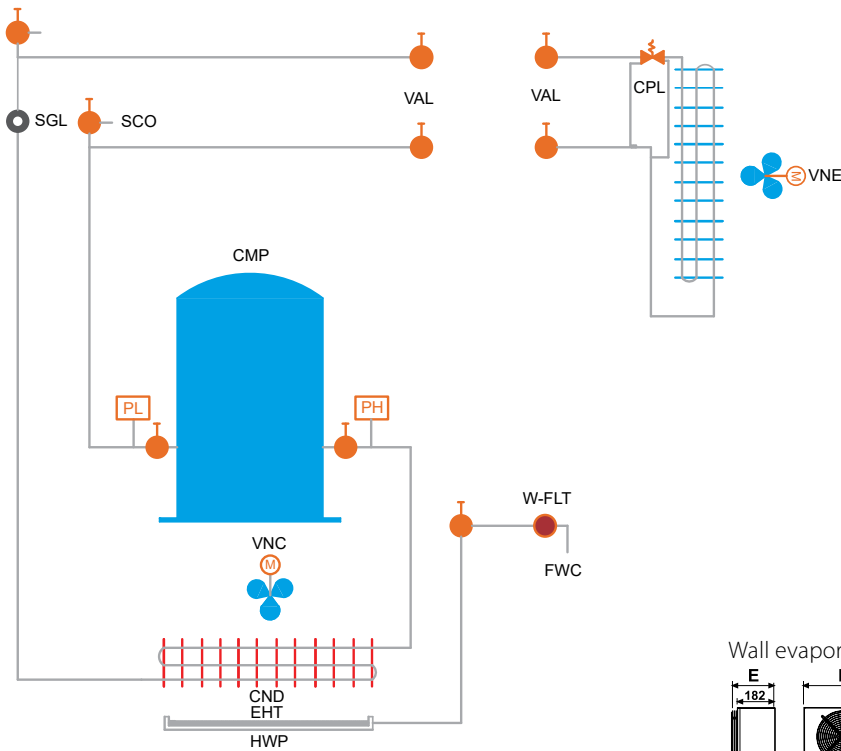 VAL
VAL
CPL
SGL
SCO
M
VNE
CMP
PL
PH
W-FLT
VNC
M
FWC
CND
EHT
HWP
Wall evapor
E
182